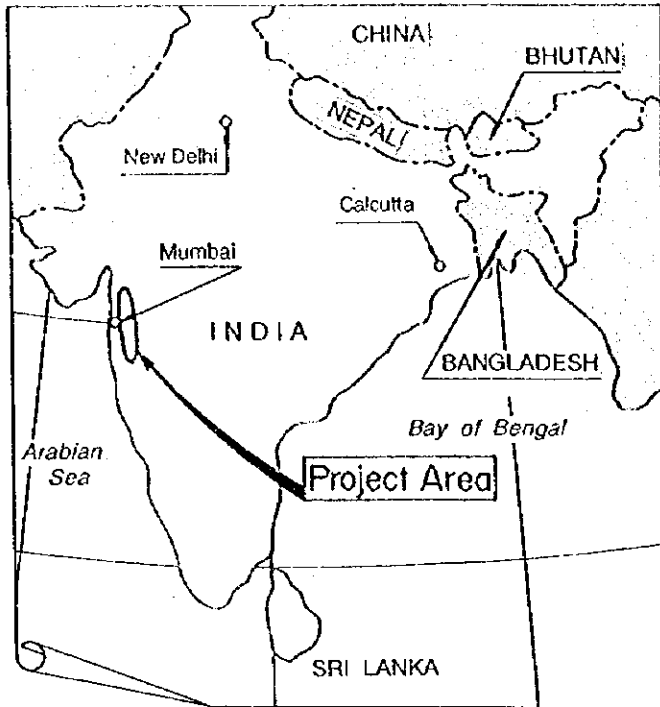 CHINA
BHUTAN
NEPAL
New Delhi
Calcutta
Mumbai
INDIA
BANGLADESH
Bay of Bengal
Arabian
Sea
Project Area
SRI LANKA